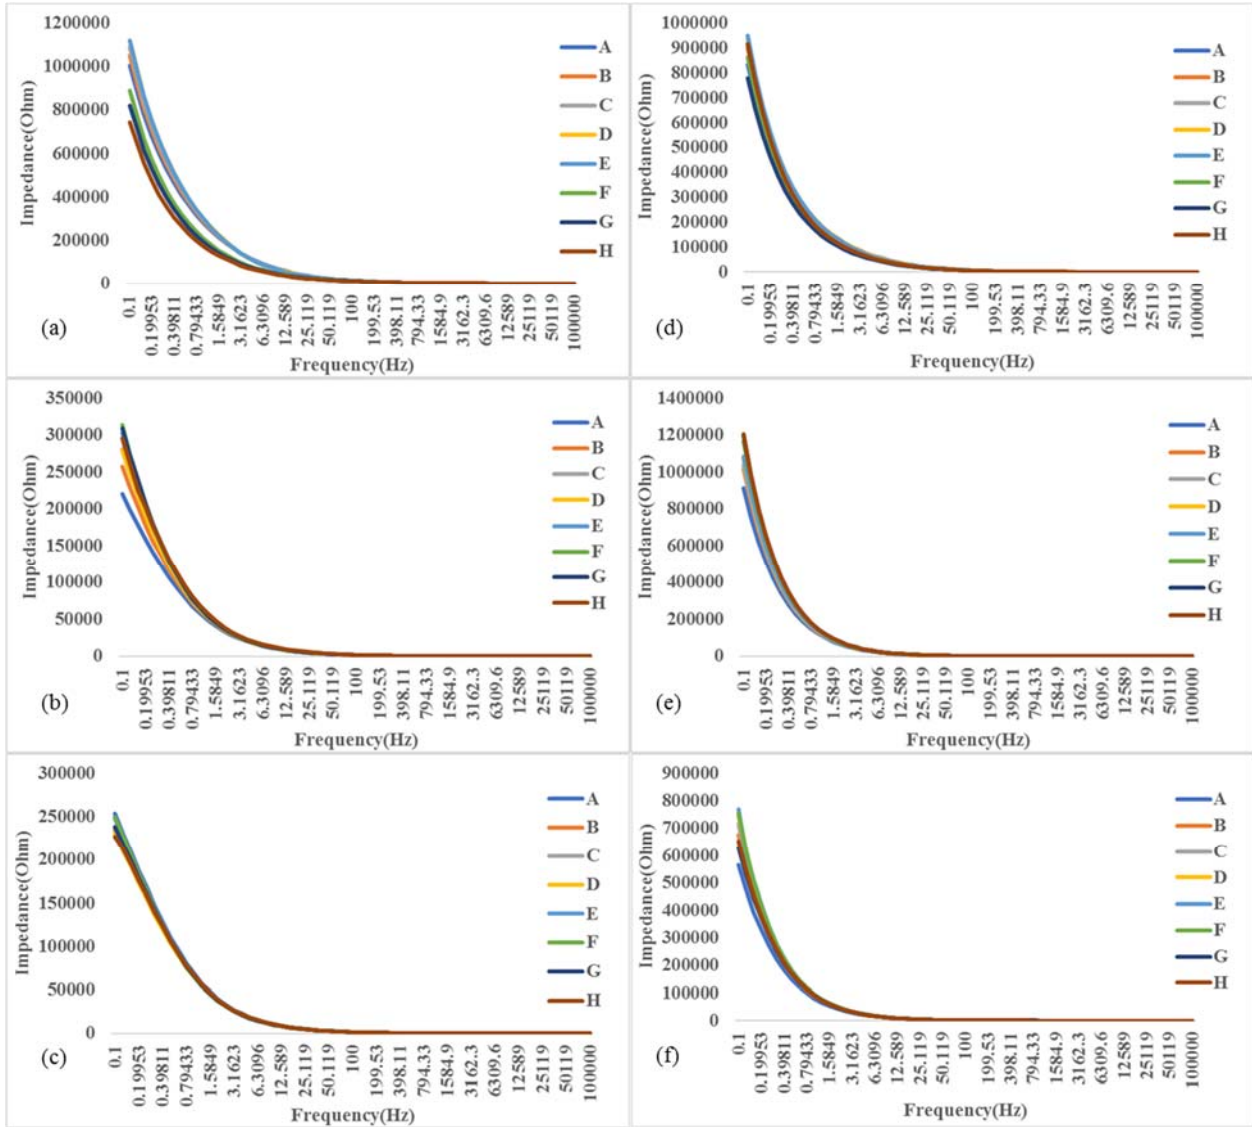 1200000
1000000
800000
600000
400000
200000
0
Impedance(Ohm)
A
B
C
D
E
F
G
H
0.1
0.19953
0.39811
0.79433
1.5849
3.1623
6.3096
12.589
25.119
50.119
100
199.53
398.11
794.33
1584.9
3162.3
6309.6
12589
25119
50119
100000
Frequency(Hz)
(a)
1000000
900000
800000
700000
600000
500000
400000
300000
200000
100000
0
Impedance(Ohm)
A
B
C
D
E
F
G
H
0.1
0.19953
0.39811
0.79433
1.5849
3.1623
6.3096
12.589
25.119
50.119
100
199.53
398.11
794.33
1584.9
3162.3
6309.6
12589
25119
50119
100000
Frequency(Hz)
(d)
350000
300000
250000
200000
150000
100000
50000
0
Impedance(Ohm)
A
B
C
D
E
F
G
H
0.1
0.19953
0.39811
0.79433
1.5849
3.1623
6.3096
12.589
25.119
50.119
100
199.53
398.11
794.33
1584.9
3162.3
6309.6
12589
25119
50119
100000
Frequency(Hz)
(b)
1400000
1200000
1000000
800000
600000
400000
200000
0
Impedance(Ohm)
A
B
C
D
E
F
G
H
0.1
0.19953
0.39811
0.79433
1.5849
3.1623
6.3096
12.589
25.119
50.119
100
199.53
398.11
794.33
1584.9
3162.3
6309.6
12589
25119
50119
100000
Frequency(Hz)
(e)
300000
250000
200000
150000
100000
50000
0
Impedance(Ohm)
A
B
C
D
E
F
G
H
0.1
0.19953
0.39811
0.79433
1.5849
3.1623
6.3096
12.589
25.119
50.119
100
199.53
398.11
794.33
1584.9
3162.3
6309.6
12589
25119
50119
100000
Frequency(Hz)
(c)
900000
800000
700000
600000
500000
400000
300000
200000
100000
0
Impedance(Ohm)
A
B
C
D
E
F
G
H
0.1
0.19953
0.39811
0.79433
1.5849
3.1623
6.3096
12.589
25.119
50.119
100
199.53
398.11
794.33
1584.9
3162.3
6309.6
12589
25119
50119
100000
Frequency(Hz)
(f)